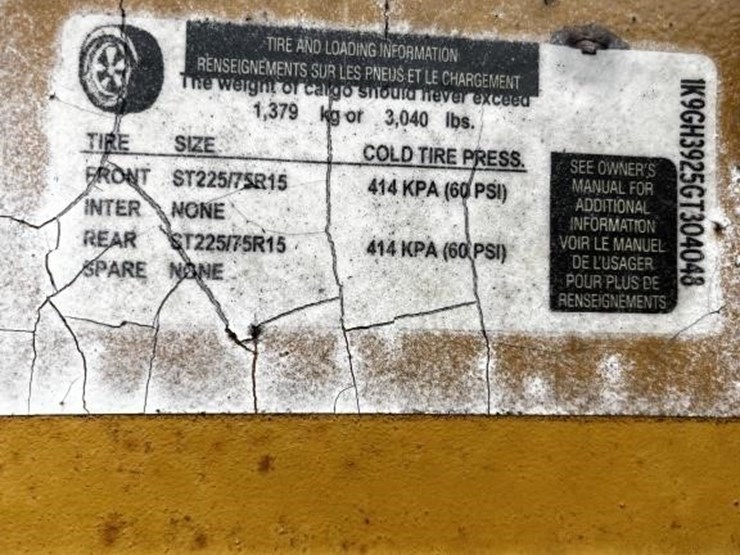 TIRE AND LOADING INFORMATION
RENSEIGNEMENTS SUR LES PNEUS ET LE CHARGEMENT
The weight of cargo should never exceed
1,379 kg or 3,040 lbs.
TIRE SIZE COLD TIRE PRESS.
FRONT ST225/75R15 414 KPA (60 PSI)
INTER NONE
REAR ST225/75R15 414 KPA (60 PSI)
SPARE NONE
SEE OWNER'S
MANUAL FOR
ADDITIONAL
INFORMATION
VOIR LE MANUEL
DE L'USAGER
POUR PLUS DE
RENSEIGNEMENTS
1K9GH3925GT304048